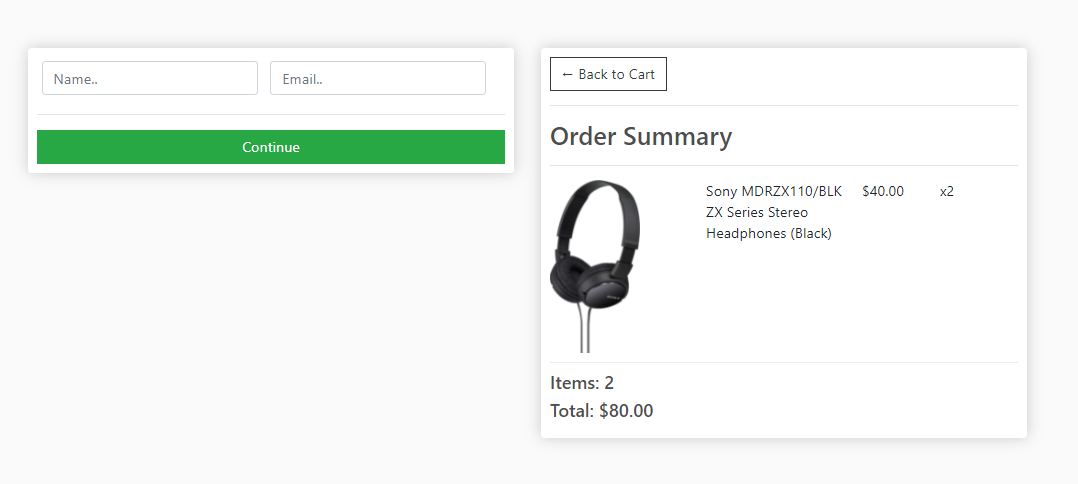 Name..
Email..
Continue
← Back to Cart
Order Summary
Sony MDRZX110/BLK $40.00 x2
ZX Series Stereo
Headphones (Black)
Items: 2
Total: $80.00